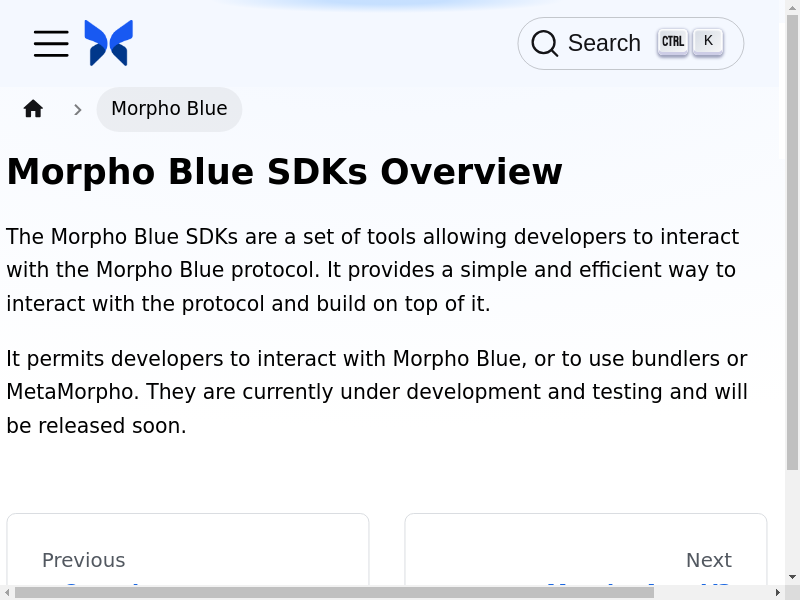 Search CTRL K
Morpho Blue
Morpho Blue SDKs Overview
The Morpho Blue SDKs are a set of tools allowing developers to interact
with the Morpho Blue protocol. It provides a simple and efficient way to
interact with the protocol and build on top of it.
It permits developers to interact with Morpho Blue, or to use bundlers or
MetaMorpho. They are currently under development and testing and will
be released soon.
Previous
Next